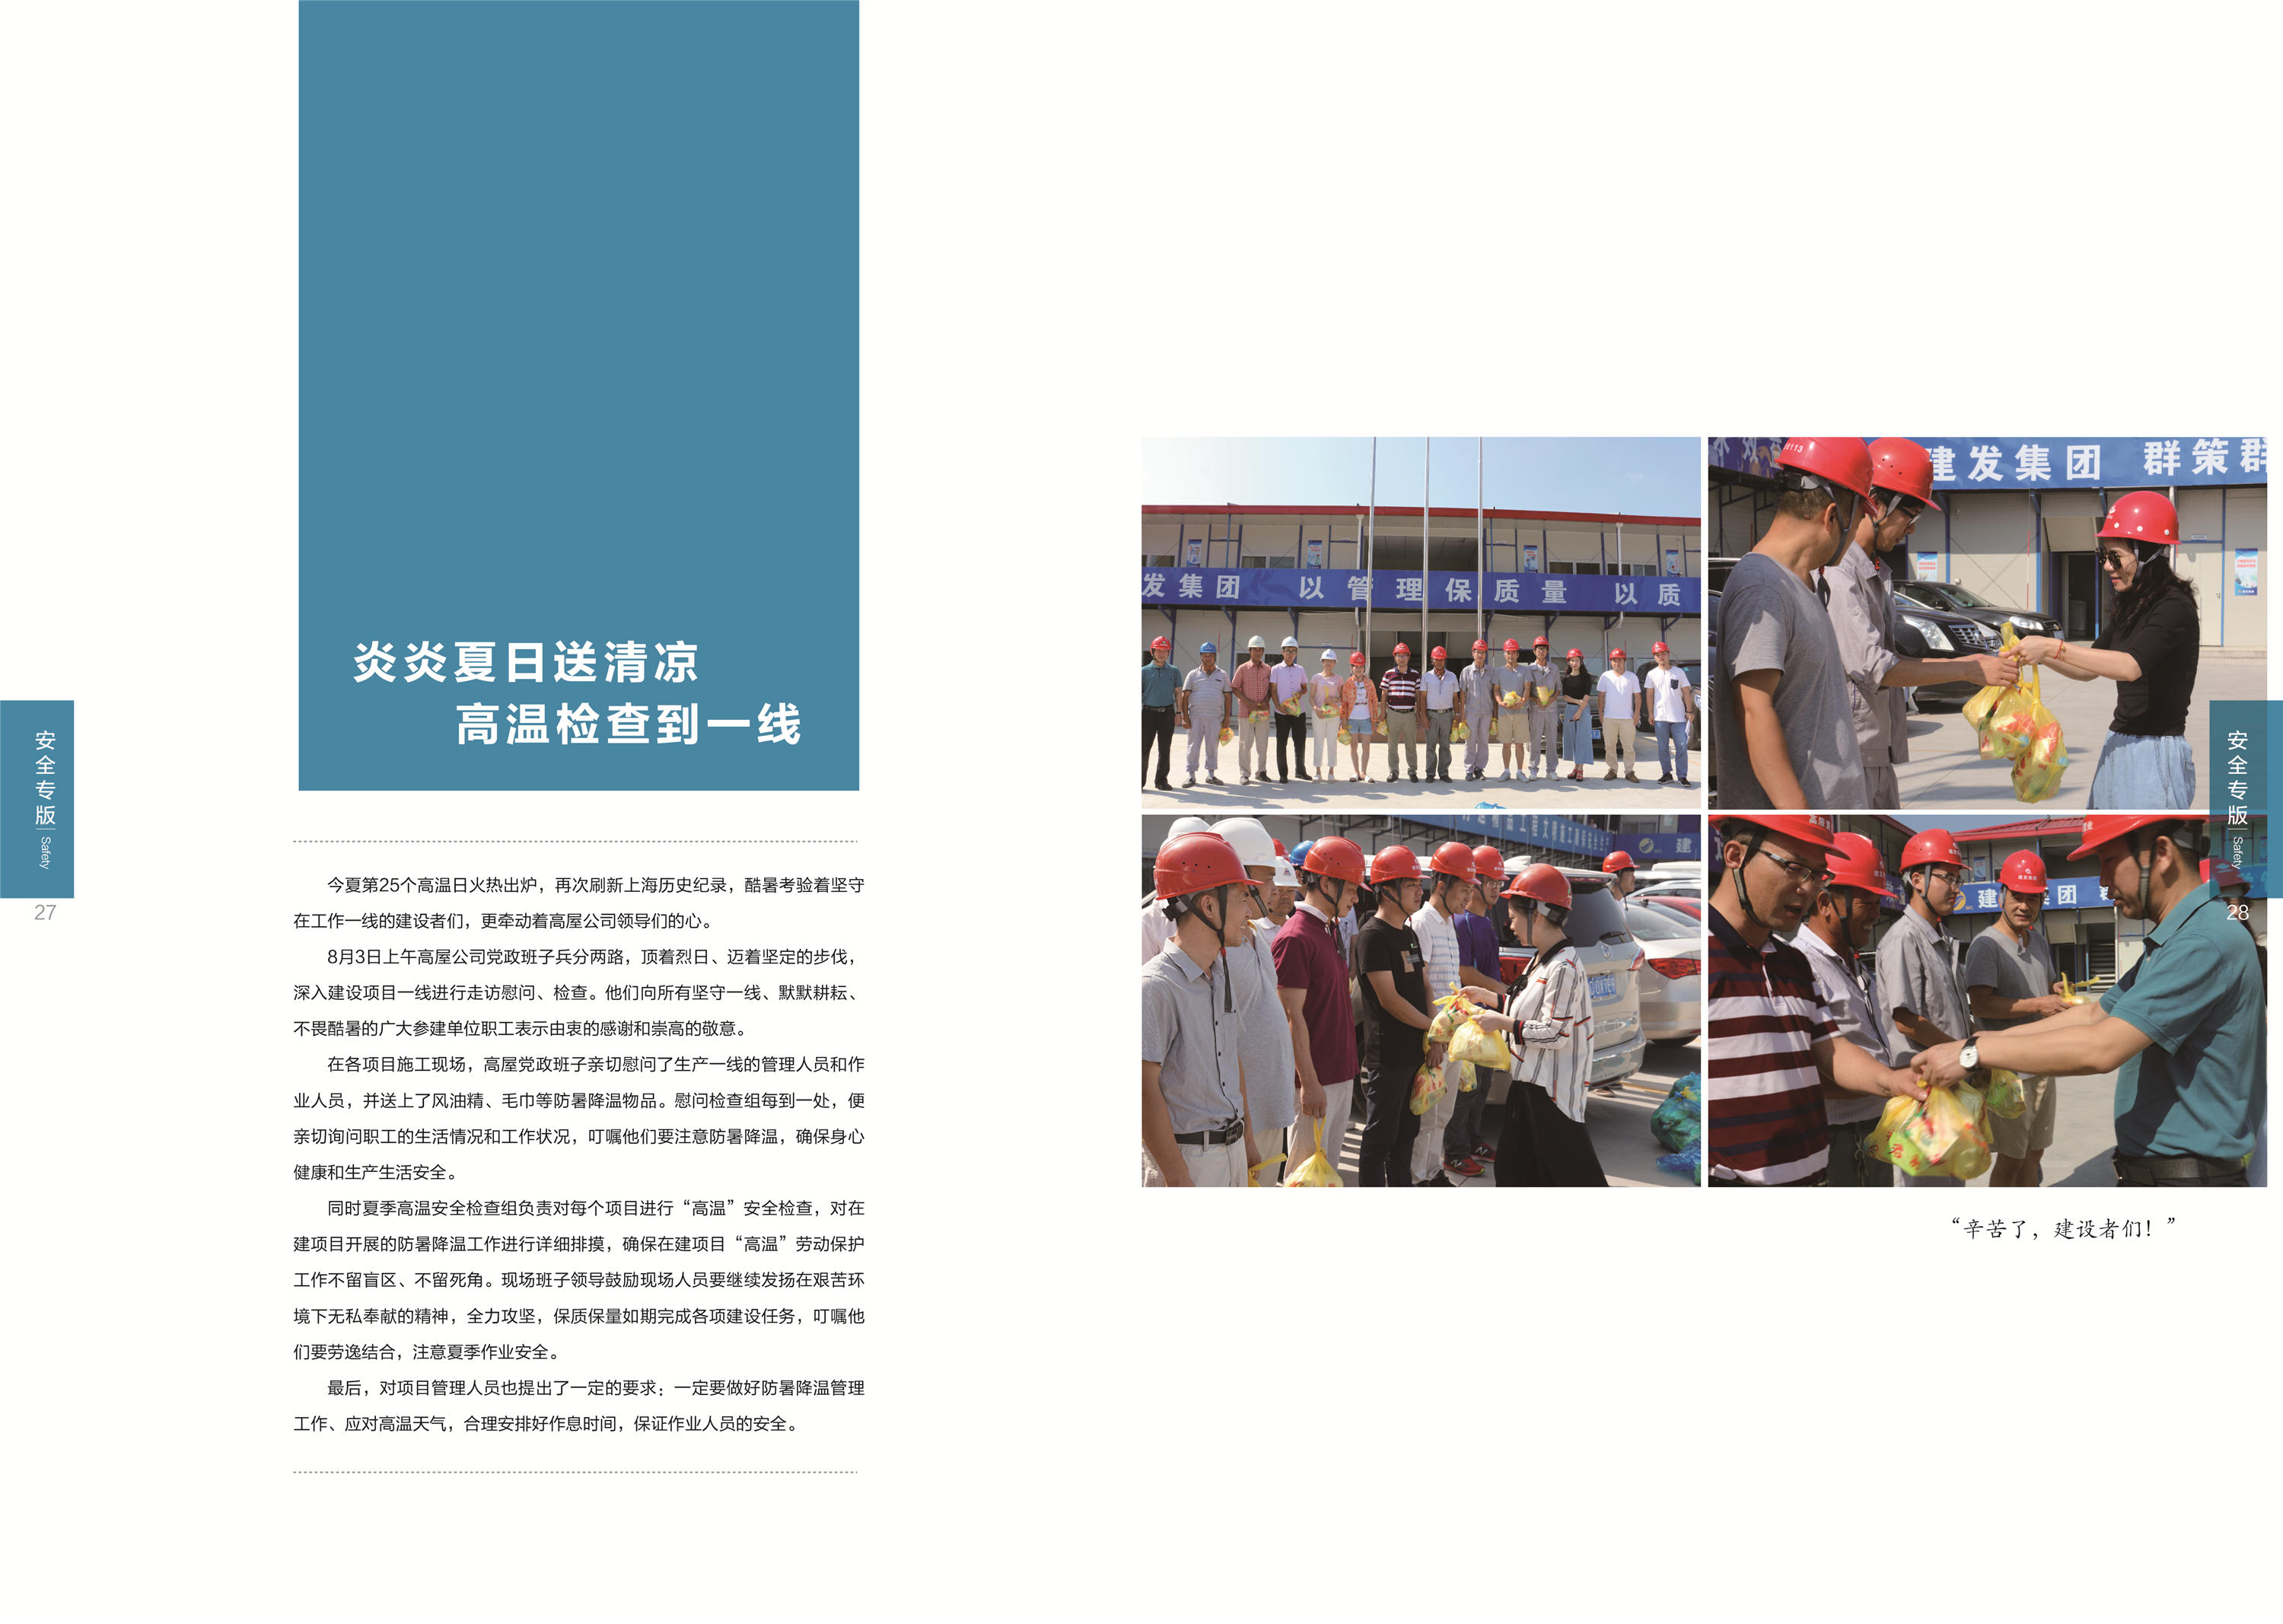 炎炎夏日送清凉
高温检查到一线
安全专版
Safety
27
今夏第25个高温日火热出炉，再次刷新上海历史纪录，酷暑考验着坚守
在工作一线的建设者们，更牵动着高屋公司领导们的心。
8月3日上午高屋公司党政班子兵分两路，顶着烈日、迈着坚定的步伐，
深入建设项目一线进行走访慰问、检查。他们向所有坚守一线、默默耕耘、
不畏酷暑的广大参建单位职工表示由衷的感谢和崇高的敬意。
在各项目施工现场，高屋党政班子亲切慰问了生产一线的管理人员和作
业人员，并送上了风油精、毛巾等防暑降温物品。慰问检查组每到一处，便
亲切询问职工的生活情况和工作状况，叮嘱他们要注意防暑降温，确保身心
健康和生产生活安全。
同时夏季高温安全检查组负责对每个项目进行“高温”安全检查，对在
建项目开展的防暑降温工作进行详细排摸，确保在建项目“高温”劳动保护
工作不留盲区、不留死角。现场班子领导鼓励现场人员要继续发扬在艰苦环
境下无私奉献的精神，全力攻坚，保质保量如期完成各项建设任务，叮嘱他
们要劳逸结合，注意夏季作业安全。
最后，对项目管理人员也提出了一定的要求：一定要做好防暑降温管理
工作、应对高温天气，合理安排好作息时间，保证作业人员的安全。
发集团 以管理保质量 以质
建发集团 群策群
建
建 集团
“辛苦了，建设者们！”
安全专版
Safety
28